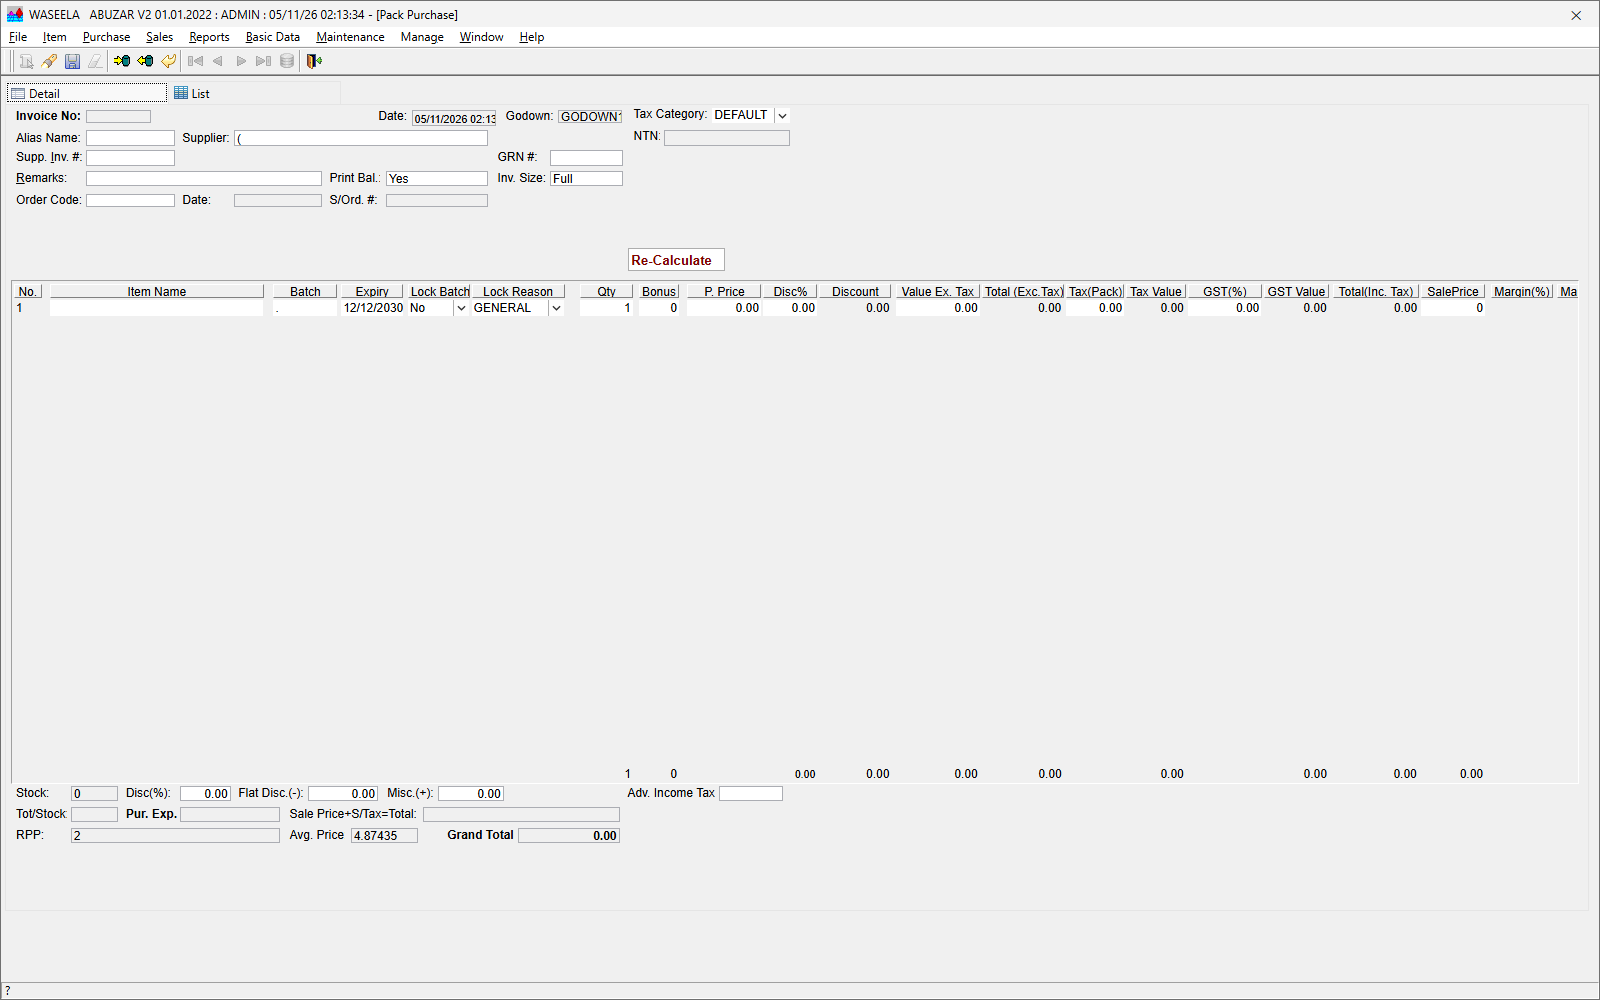 WASEELA   ABUZAR V2 01.01.2022 : ADMIN : 05/11/26 02:13:34 - [Pack Purchase]
File Item Purchase Sales Reports Basic Data Maintenance Manage Window Help
Detail List
Invoice No: Date: 05/11/2026 02:13 Godown: GODOWN1 Tax Category: DEFAULT
Alias Name: Supplier: ( NTN:
Supp. Inv. #: GRN #:
Remarks: Print Bal.: Yes Inv. Size: Full
Order Code: Date: S/Ord. #:
Re-Calculate
No. Item Name Batch Expiry Lock Batch Lock Reason Qty Bonus P. Price Disc% Discount Value Ex. Tax Total (Exc.Tax) Tax(Pack) Tax Value GST(%) GST Value Total(Inc. Tax) SalePrice Margin(%) Ma
1 . 12/12/2030 No GENERAL 1 0 0.00 0.00 0.00 0.00 0.00 0.00 0.00 0.00 0.00 0.00 0
1 0 0.00 0.00 0.00 0.00 0.00 0.00 0.00 0.00
Stock: 0 Disc(%): 0.00 Flat Disc.(-): 0.00 Misc.(+): 0.00 Adv. Income Tax
Tot/Stock: Pur. Exp. Sale Price+S/Tax=Total:
RPP: 2 Avg. Price 4.87435 Grand Total 0.00
?